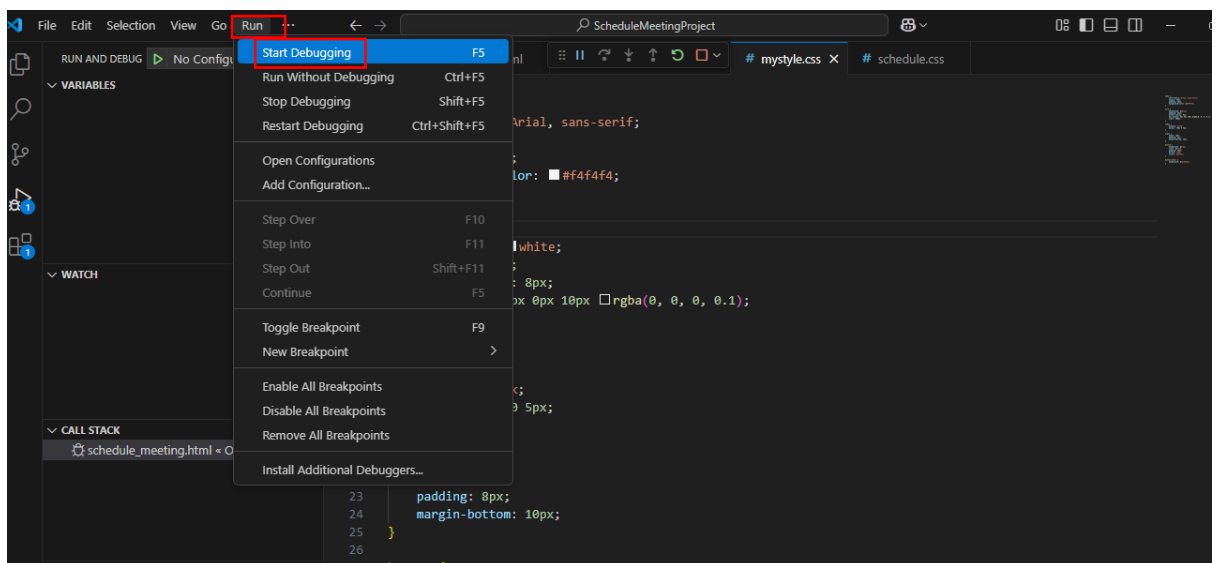 File Edit Selection View Go Run ··· ScheduleMeetingProject
RUN AND DEBUG No Configu
VARIABLES
WATCH
CALL STACK
schedule_meeting.html « O
1
1
Start Debugging F5
Run Without Debugging Ctrl+F5
Stop Debugging Shift+F5
Restart Debugging Ctrl+Shift+F5
Open Configurations
Add Configuration...
Step Over F10
Step Into F11
Step Out Shift+F11
Continue F5
Toggle Breakpoint F9
New Breakpoint
Enable All Breakpoints
Disable All Breakpoints
Remove All Breakpoints
Install Additional Debuggers...
nl # mystyle.css # schedule.css
Arial, sans-serif;
;
lor: #f4f4f4;
white;
;
: 8px;
px 0px 10px rgba(0, 0, 0, 0.1);
;
0 5px;
23 padding: 8px;
24 margin-bottom: 10px;
25 }
26